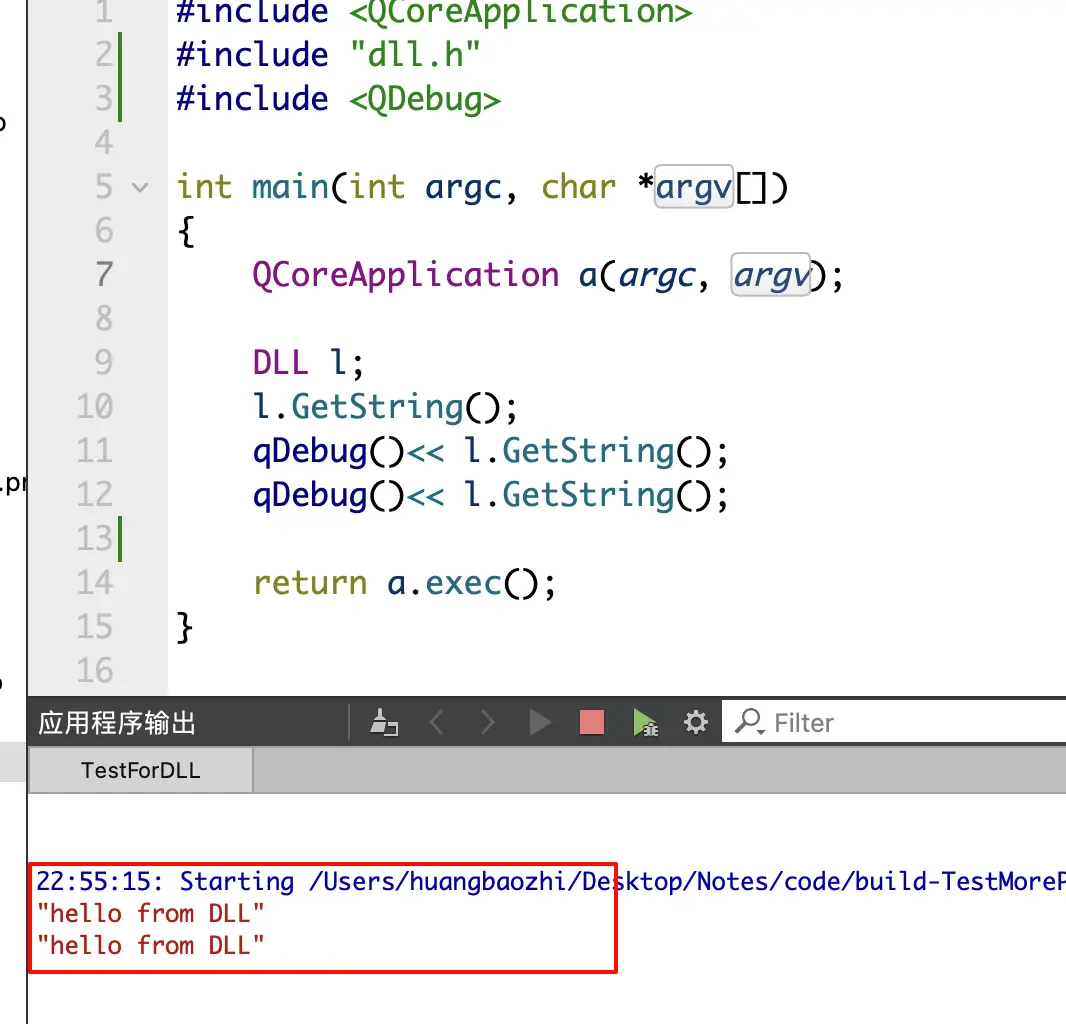 1 #include <QCoreApplication>
2 #include "dll.h"
3 #include <QDebug>
4
5 int main(int argc, char *argv[])
6 {
7 QCoreApplication a(argc, argv);
8
9 DLL l;
10 l.GetString();
11 qDebug()<< l.GetString();
12 qDebug()<< l.GetString();
13
14 return a.exec();
15 }
16
.pr
应用程序输出 Filter
TestForDLL
22:55:15: Starting /Users/huangbaozhi/Desktop/Notes/code/build-TestMoreP
"hello from DLL"
"hello from DLL"